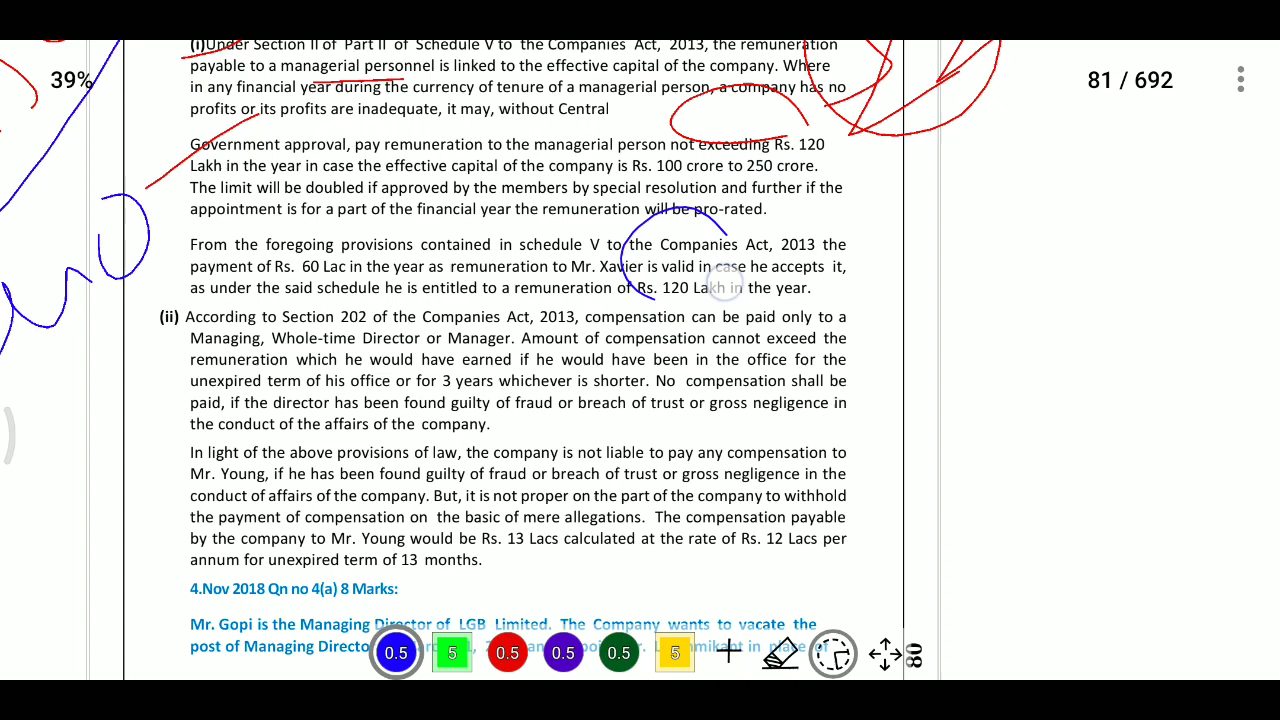 39%
81 / 692
(i)Under Section II of Part II of Schedule V to the Companies Act, 2013, the remuneration
payable to a managerial personnel is linked to the effective capital of the company. Where
in any financial year during the currency of tenure of a managerial person, a company has no
profits or its profits are inadequate, it may, without Central
Government approval, pay remuneration to the managerial person not exceeding Rs. 120
Lakh in the year in case the effective capital of the company is Rs. 100 crore to 250 crore.
The limit will be doubled if approved by the members by special resolution and further if the
appointment is for a part of the financial year the remuneration will be pro-rated.
From the foregoing provisions contained in schedule V to the Companies Act, 2013 the
payment of Rs. 60 Lac in the year as remuneration to Mr. Xavier is valid in case he accepts it,
as under the said schedule he is entitled to a remuneration of Rs. 120 Lakh in the year.
(ii) According to Section 202 of the Companies Act, 2013, compensation can be paid only to a
Managing, Whole-time Director or Manager. Amount of compensation cannot exceed the
remuneration which he would have earned if he would have been in the office for the
unexpired term of his office or for 3 years whichever is shorter. No compensation shall be
paid, if the director has been found guilty of fraud or breach of trust or gross negligence in
the conduct of the affairs of the company.
In light of the above provisions of law, the company is not liable to pay any compensation to
Mr. Young, if he has been found guilty of fraud or breach of trust or gross negligence in the
conduct of affairs of the company. But, it is not proper on the part of the company to withhold
the payment of compensation on the basic of mere allegations. The compensation payable
by the company to Mr. Young would be Rs. 13 Lacs calculated at the rate of Rs. 12 Lacs per
annum for unexpired term of 13 months.
4.Nov 2018 Qn no 4(a) 8 Marks:
Mr. Gopi is the Managing Director of LGB Limited. The Company wants to vacate the
post of Managing in place of
0.5 5 0.5 0.5 0.5 5
80